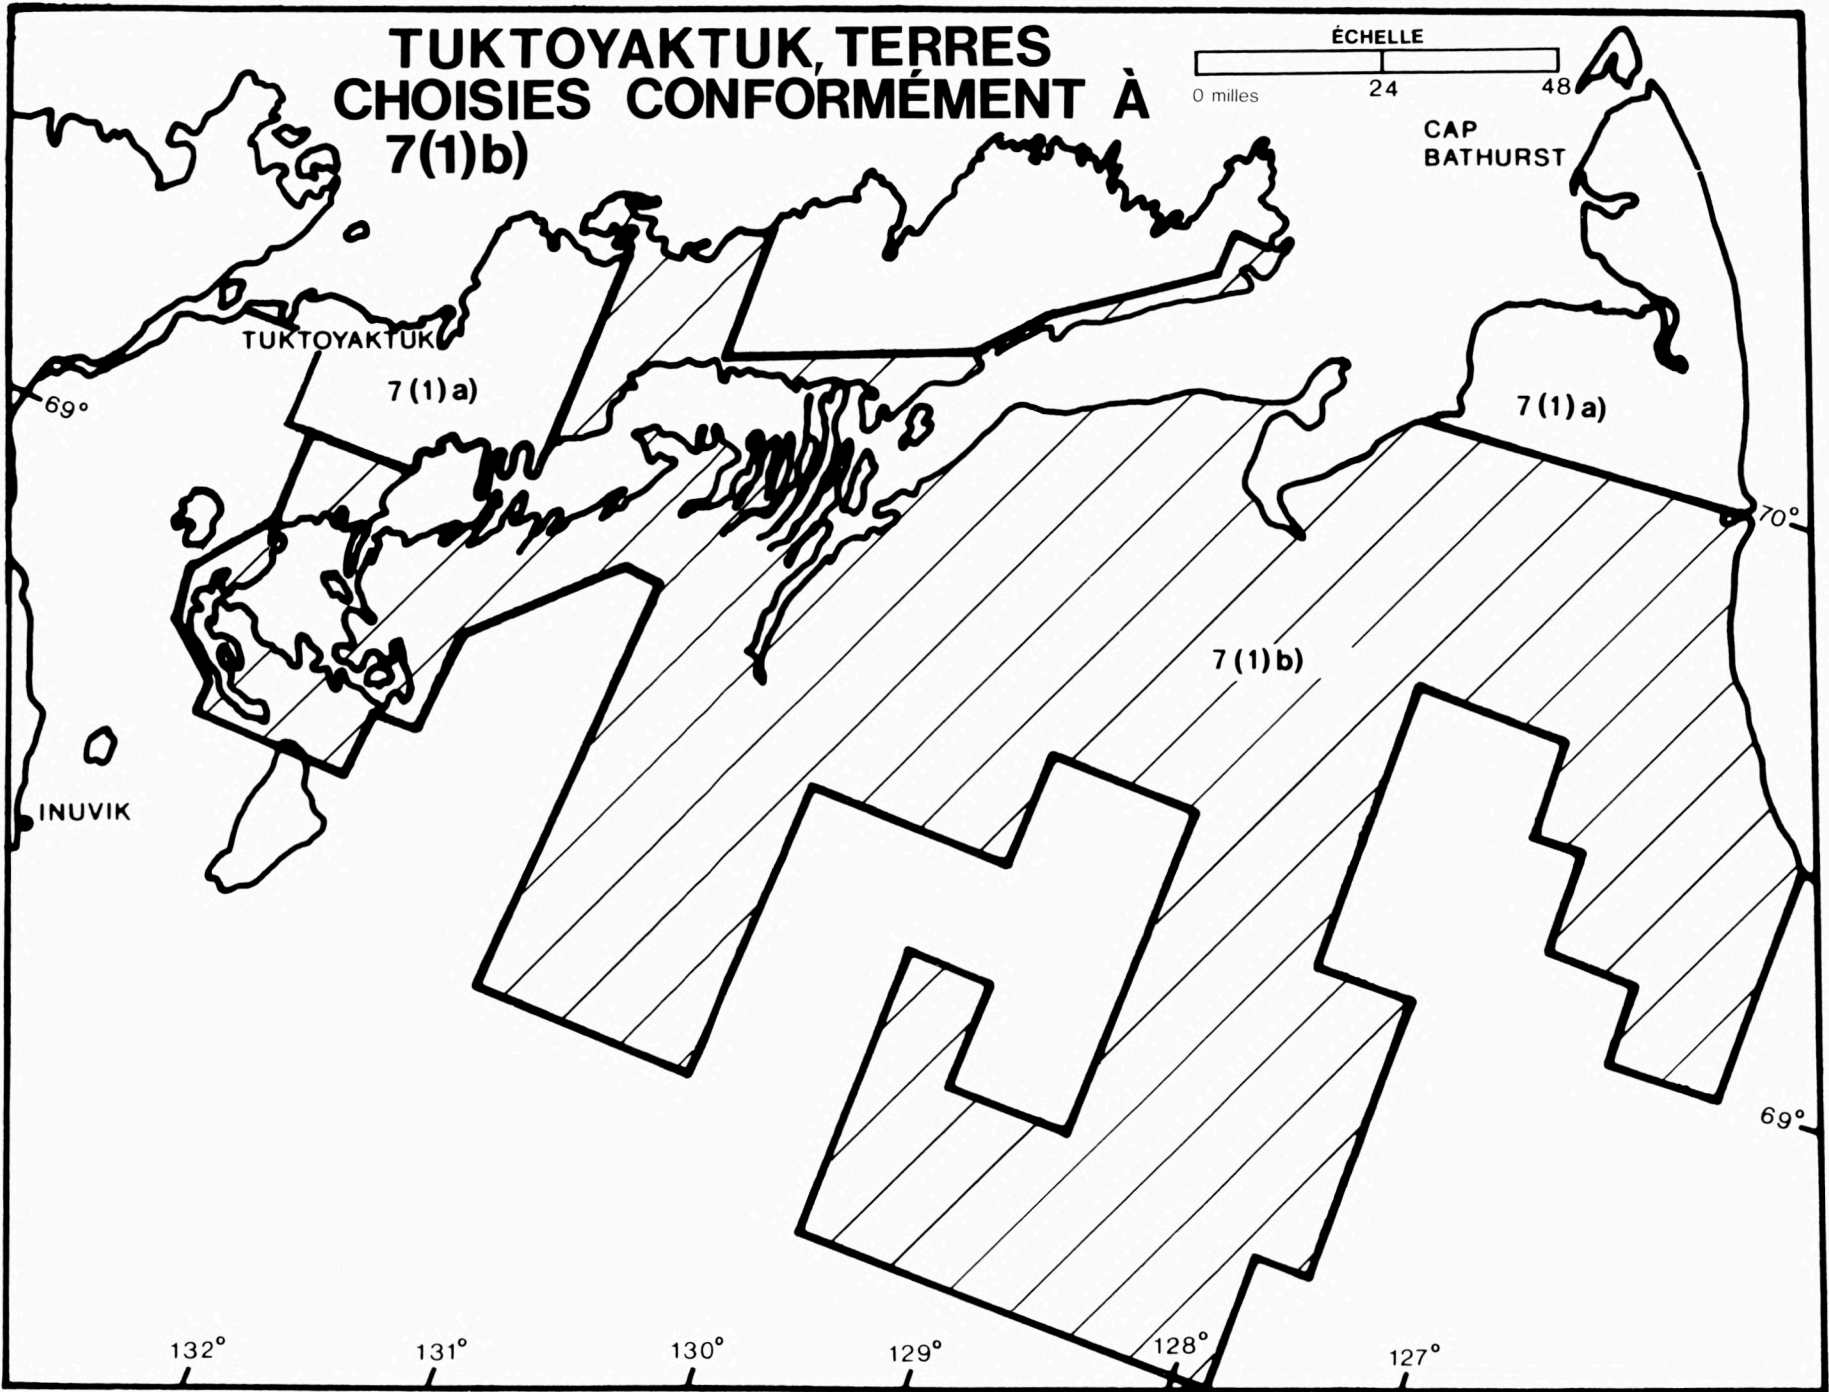 TUKTOYAKTUK, TERRES
CHOISIES CONFORMÉMENT À
7(1)b)
ÉCHELLE
0 milles 24 48
CAP
BATHURST
TUKTOYAKTUK
7(1)a)
7(1)a)
69°
70°
7(1)b)
INUVIK
69°
132° 131° 130° 129° 128° 127°